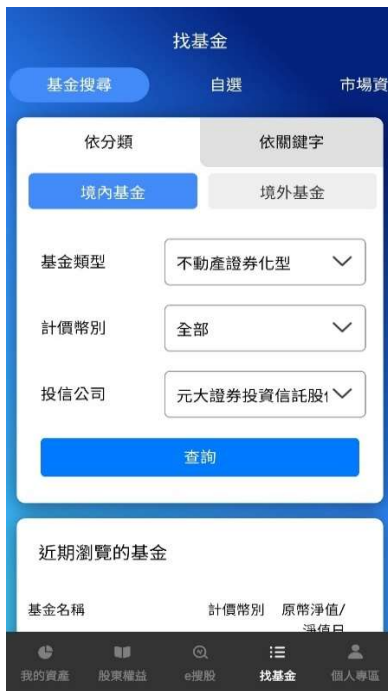 找基金
基金搜尋 自選 市場資
依分類 依關鍵字
境內基金 境外基金
基金類型 不動產證券化型
計價幣別 全部
投信公司 元大證券投資信託股
查詢
近期瀏覽的基金
基金名稱 計價幣別 原幣淨值/
淨值日
我的資產 股東權益 e搜股 找基金 個人專區